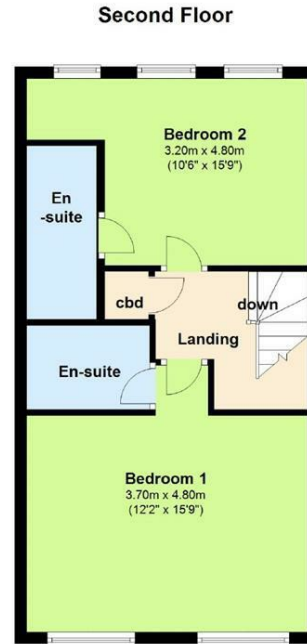 Second Floor
Bedroom 2
3.20m x 4.80m
(10'6" x 15'9")
En
-suite
cbd
down
Landing
En-suite
Bedroom 1
3.70m x 4.80m
(12'2" x 15'9")